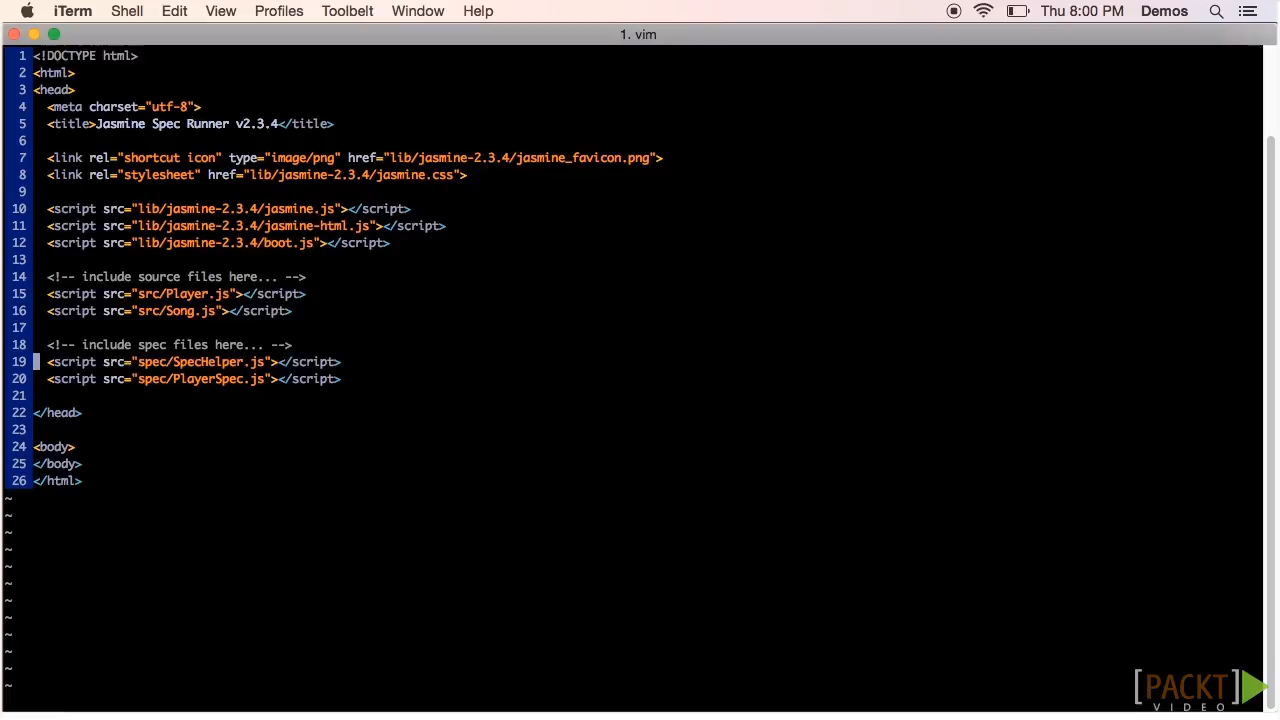 iTerm Shell Edit View Profiles Toolbelt Window Help Thu 8:00 PM Demos
1. vim
1 <!DOCTYPE html>
2 <html>
3 <head>
4   <meta charset="utf-8">
5   <title>Jasmine Spec Runner v2.3.4</title>
6
7   <link rel="shortcut icon" type="image/png" href="lib/jasmine-2.3.4/jasmine_favicon.png">
8   <link rel="stylesheet" href="lib/jasmine-2.3.4/jasmine.css">
9
10   <script src="lib/jasmine-2.3.4/jasmine.js"></script>
11   <script src="lib/jasmine-2.3.4/jasmine-html.js"></script>
12   <script src="lib/jasmine-2.3.4/boot.js"></script>
13
14   <!-- include source files here... -->
15   <script src="src/Player.js"></script>
16   <script src="src/Song.js"></script>
17
18   <!-- include spec files here... -->
19   <script src="spec/SpecHelper.js"></script>
20   <script src="spec/PlayerSpec.js"></script>
21
22 </head>
23
24 <body>
25 </body>
26 </html>
~
~
~
~
~
~
~
~
~
~
~
~
[PACKT]
VIDEO